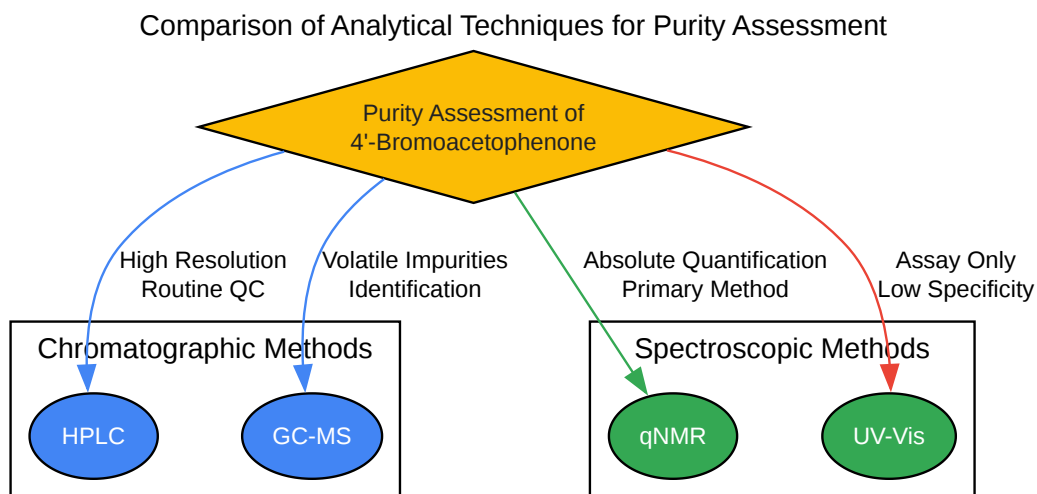 Comparison of Analytical Techniques for Purity Assessment
Purity Assessment of
4'-Bromoacetophenone
High Resolution
Routine QC
Volatile Impurities
Identification
Absolute Quantification
Primary Method
Assay Only
Low Specificity
Chromatographic Methods
Spectroscopic Methods
HPLC
GC-MS
qNMR
UV-Vis